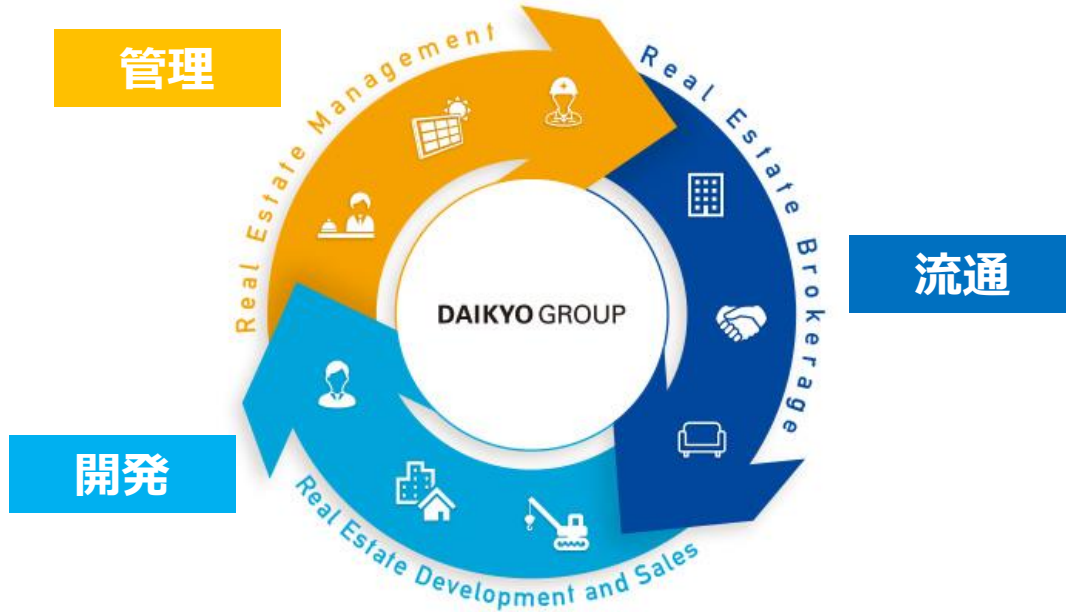 管理
Real Estate Management
Real Estate Brokerage
流通
DAIKYO GROUP
開発
Real Estate Development and Sales